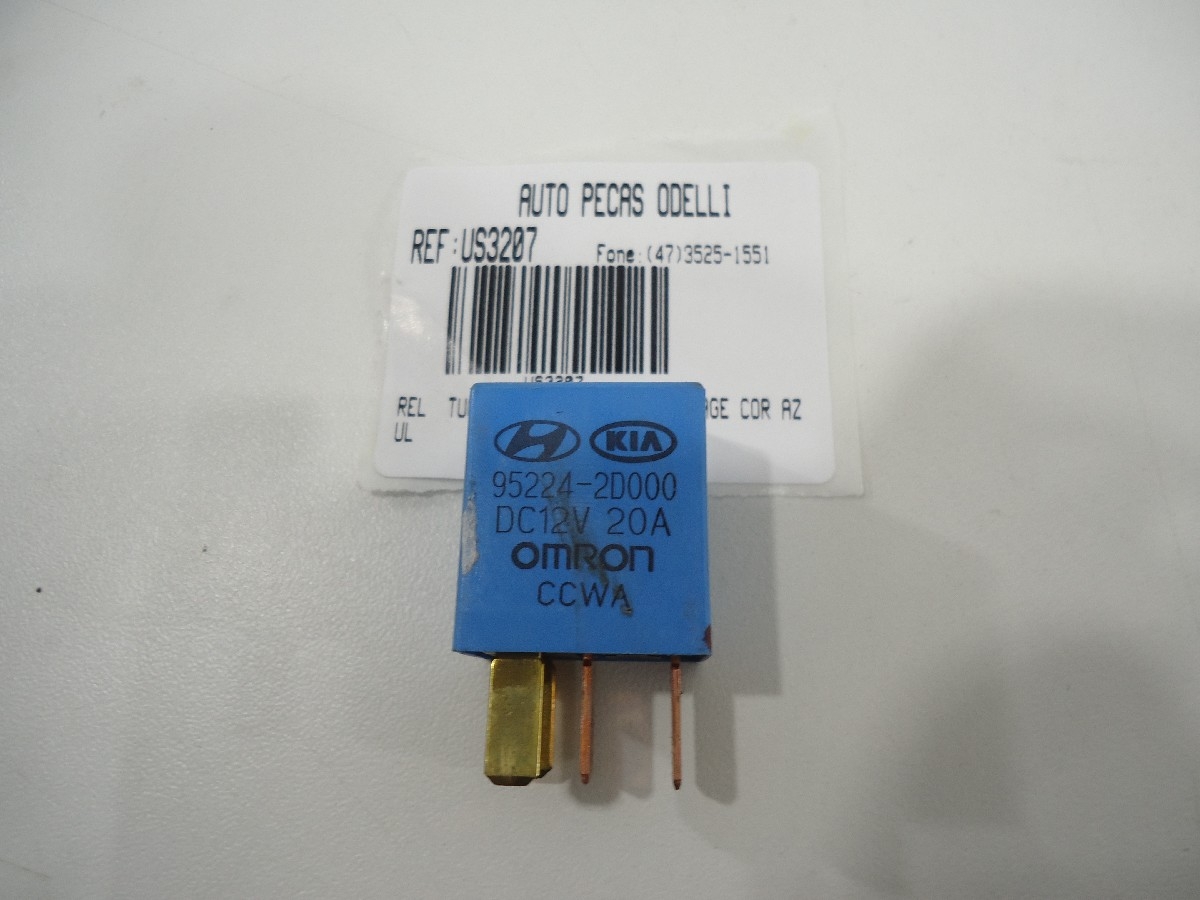 AUTO PECAS ODELLI
REF:US3207 Fone:(47)3525-1551
US3207
REL COR AZ
UL
KIA
95224-2D000
DC12V 20A
OMRON
CCWA